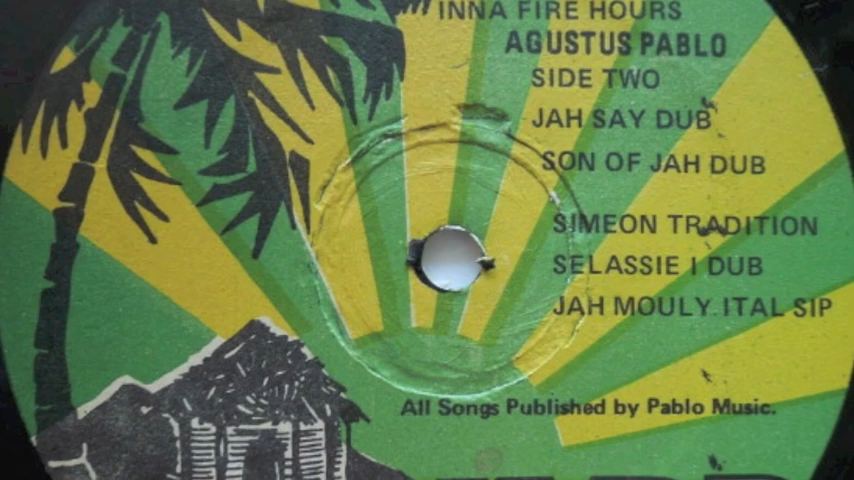 INNA FIRE HOURS
AGUSTUS PABLO
SIDE TWO
JAH SAY DUB
SON OF JAH DUB
SIMEON TRADITION
SELASSIE I DUB
JAH MOULY ITAL SIP
All Songs Published by Pablo Music.